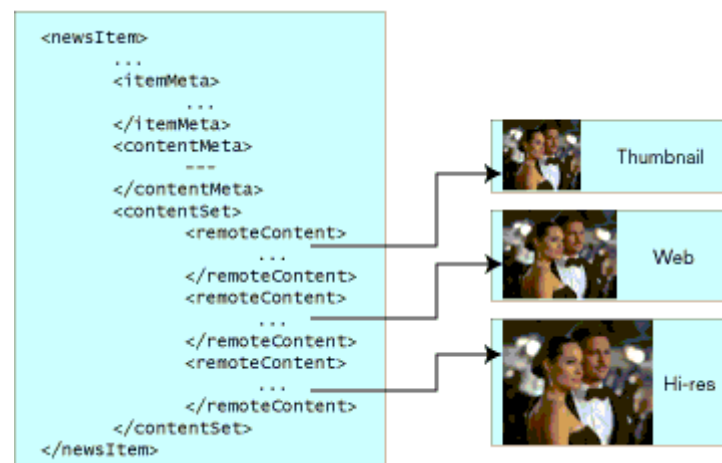 <newsItem>
...
<itemMeta>
...
</itemMeta>
<contentMeta>
---
</contentMeta>
<contentSet>
<remoteContent>
...
</remoteContent>
<remoteContent>
...
</remoteContent>
<remoteContent>
...
</remoteContent>
</contentSet>
</newsItem>
Thumbnail
Web
Hi-res